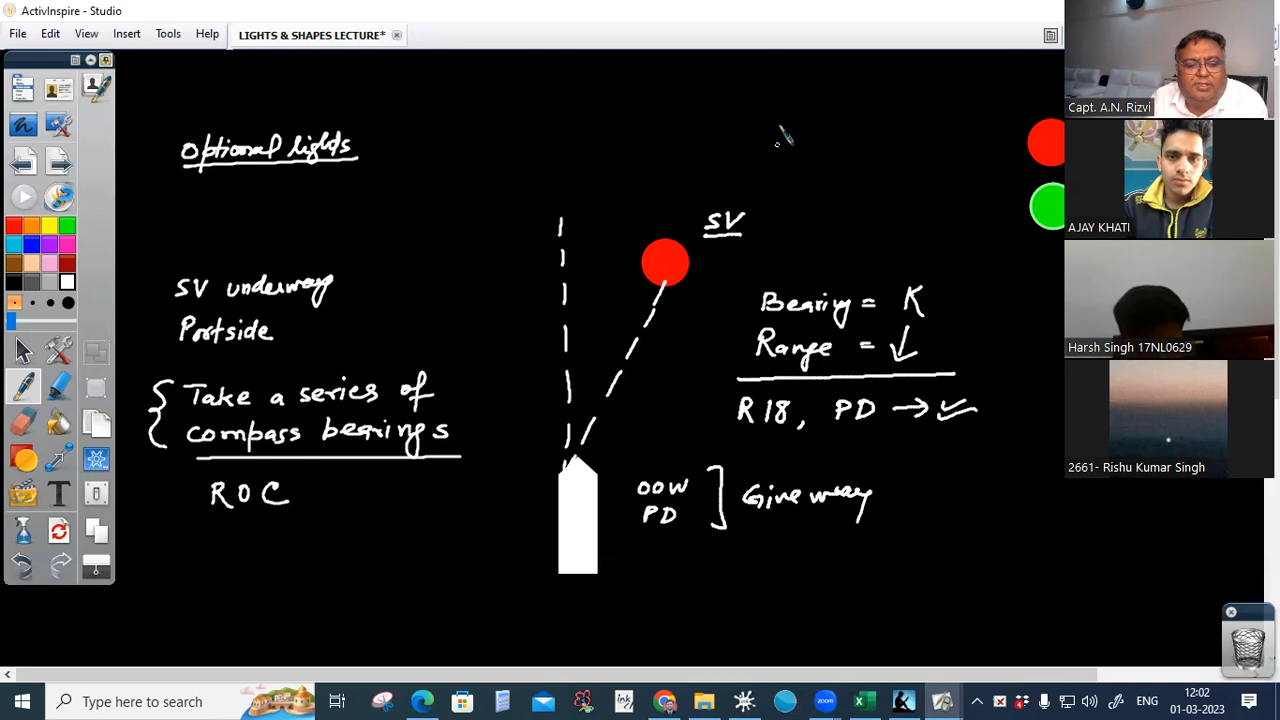 ActivInspire - Studio
File Edit View Insert Tools Help
LIGHTS & SHAPES LECTURE*
Optional lights
SV
SV underway
Portside
Take a series of
compass bearings
ROC
Bearing = K
Range = ↓
R18, PD → ✓
OOW
PD
Give way
Capt. A.N. Rizvi
AJAY KHATI
Harsh Singh 17NL0629
2661- Rishu Kumar Singh
Type here to search
ink
zoom
ENG
12:02
01-03-2023